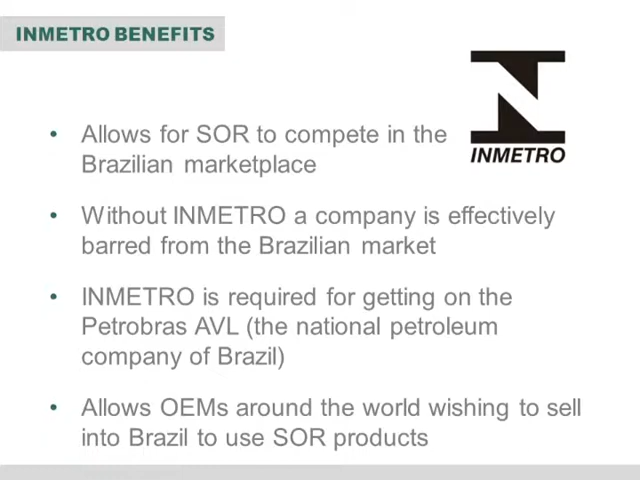 INMETRO BENEFITS
INMETRO
• Allows for SOR to compete in the
Brazilian marketplace
• Without INMETRO a company is effectively
barred from the Brazilian market
• INMETRO is required for getting on the
Petrobras AVL (the national petroleum
company of Brazil)
• Allows OEMs around the world wishing to sell
into Brazil to use SOR products